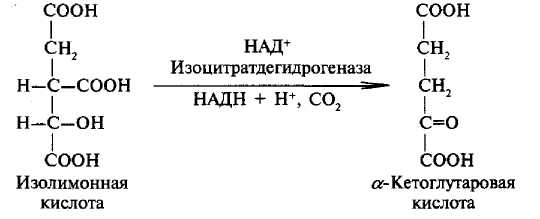 COOH
CH₂
H–C–COOH
H–C–OH
COOH
Изолимонная
кислота
НАД⁺
Изоцитратдегидрогеназа
НАДН + Н⁺, CO₂
COOH
CH₂
CH₂
C=O
COOH
α-Кетоглутаровая
кислота